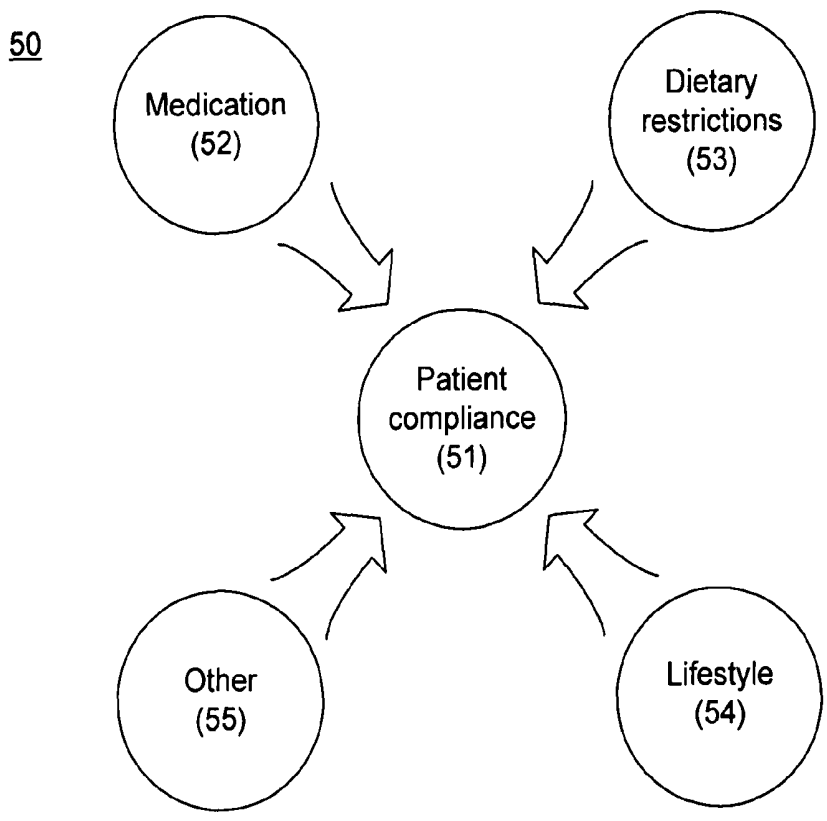 50
Medication
(52)
Dietary
restrictions
(53)
Patient
compliance
(51)
Other
(55)
Lifestyle
(54)